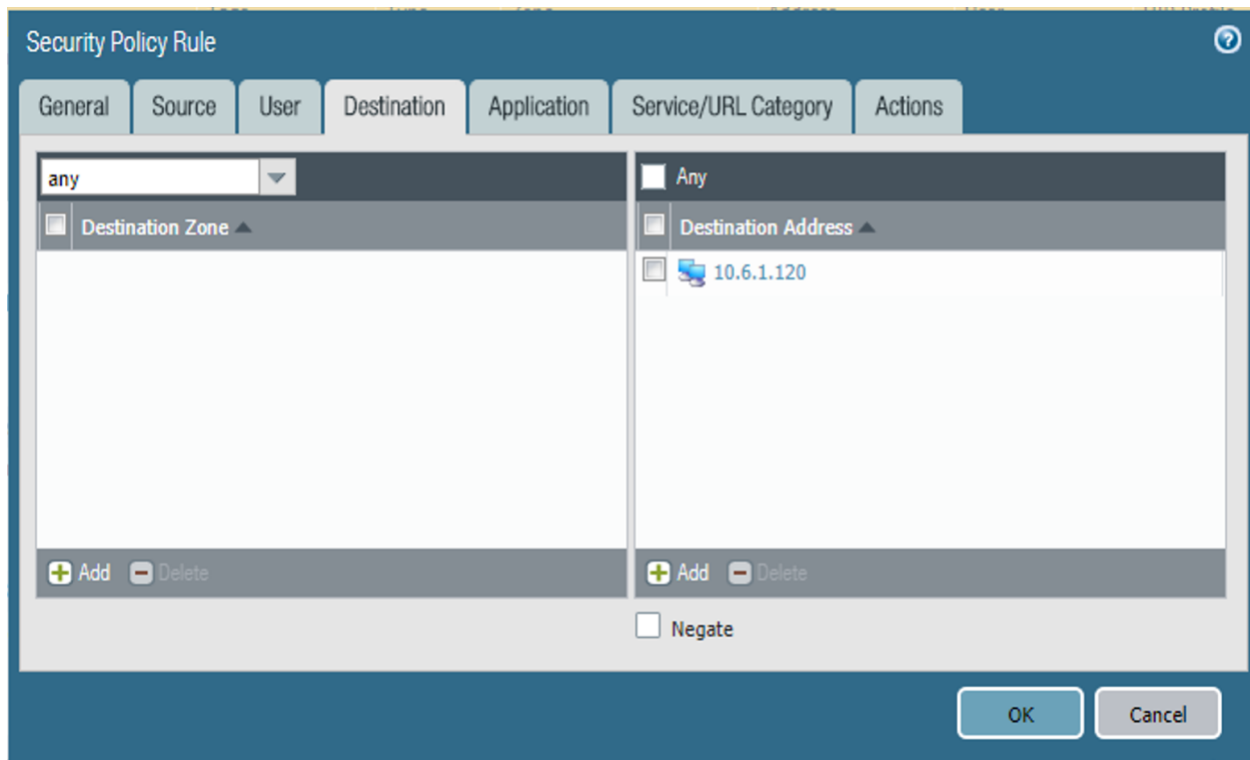 Security Policy Rule
General Source User Destination Application Service/URL Category Actions
any
Any
Destination Zone
Destination Address
10.6.1.120
Add Delete
Add Delete
Negate
OK Cancel